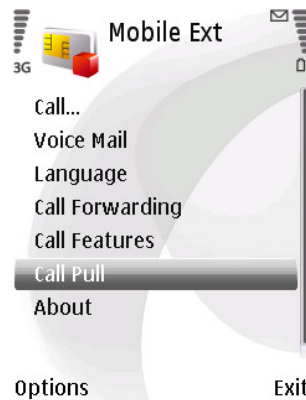 Mobile Ext
3G
Call...
Voice Mail
Language
Call Forwarding
Call Features
Call Pull
About
Options Exit